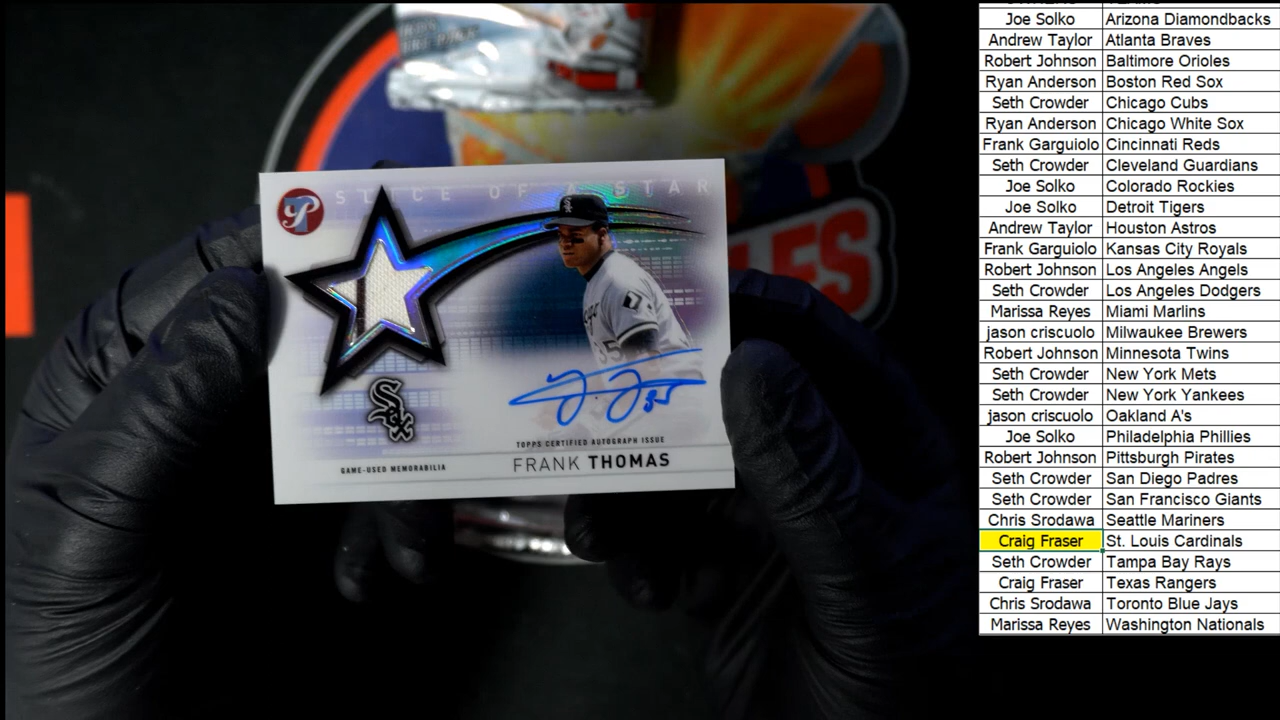 SLICE OF A STAR
P
Sox
35
TOPPS CERTIFIED AUTOGRAPH ISSUE
GAME-USED MEMORABILIA
FRANK THOMAS
Joe Solko Arizona Diamondbacks
Andrew Taylor Atlanta Braves
Robert Johnson Baltimore Orioles
Ryan Anderson Boston Red Sox
Seth Crowder Chicago Cubs
Ryan Anderson Chicago White Sox
Frank Garguiolo Cincinnati Reds
Seth Crowder Cleveland Guardians
Joe Solko Colorado Rockies
Joe Solko Detroit Tigers
Andrew Taylor Houston Astros
Frank Garguiolo Kansas City Royals
Robert Johnson Los Angeles Angels
Seth Crowder Los Angeles Dodgers
Marissa Reyes Miami Marlins
jason criscuolo Milwaukee Brewers
Robert Johnson Minnesota Twins
Seth Crowder New York Mets
Seth Crowder New York Yankees
jason criscuolo Oakland A's
Joe Solko Philadelphia Phillies
Robert Johnson Pittsburgh Pirates
Seth Crowder San Diego Padres
Seth Crowder San Francisco Giants
Chris Srodawa Seattle Mariners
Craig Fraser St. Louis Cardinals
Seth Crowder Tampa Bay Rays
Craig Fraser Texas Rangers
Chris Srodawa Toronto Blue Jays
Marissa Reyes Washington Nationals